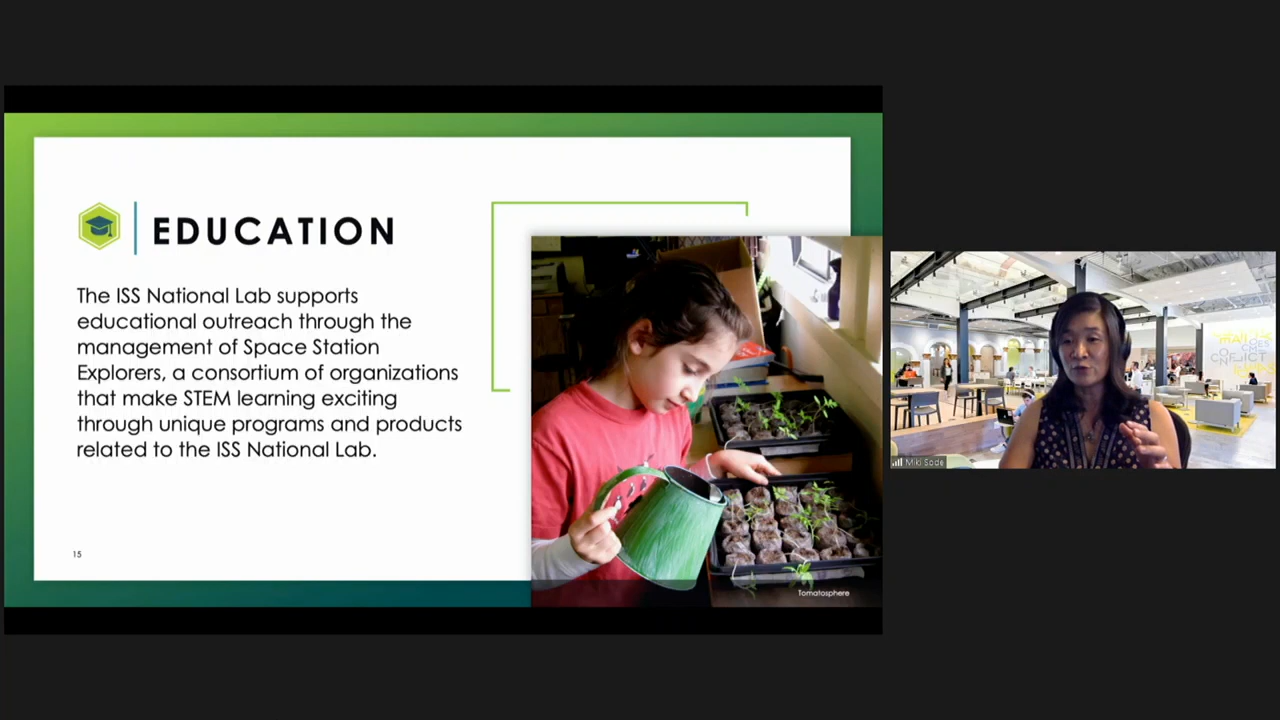 EDUCATION
The ISS National Lab supports
educational outreach through the
management of Space Station
Explorers, a consortium of organizations
that make STEM learning exciting
through unique programs and products
related to the ISS National Lab.
15
Tomatosphere
Miki Sode
CONFLICT